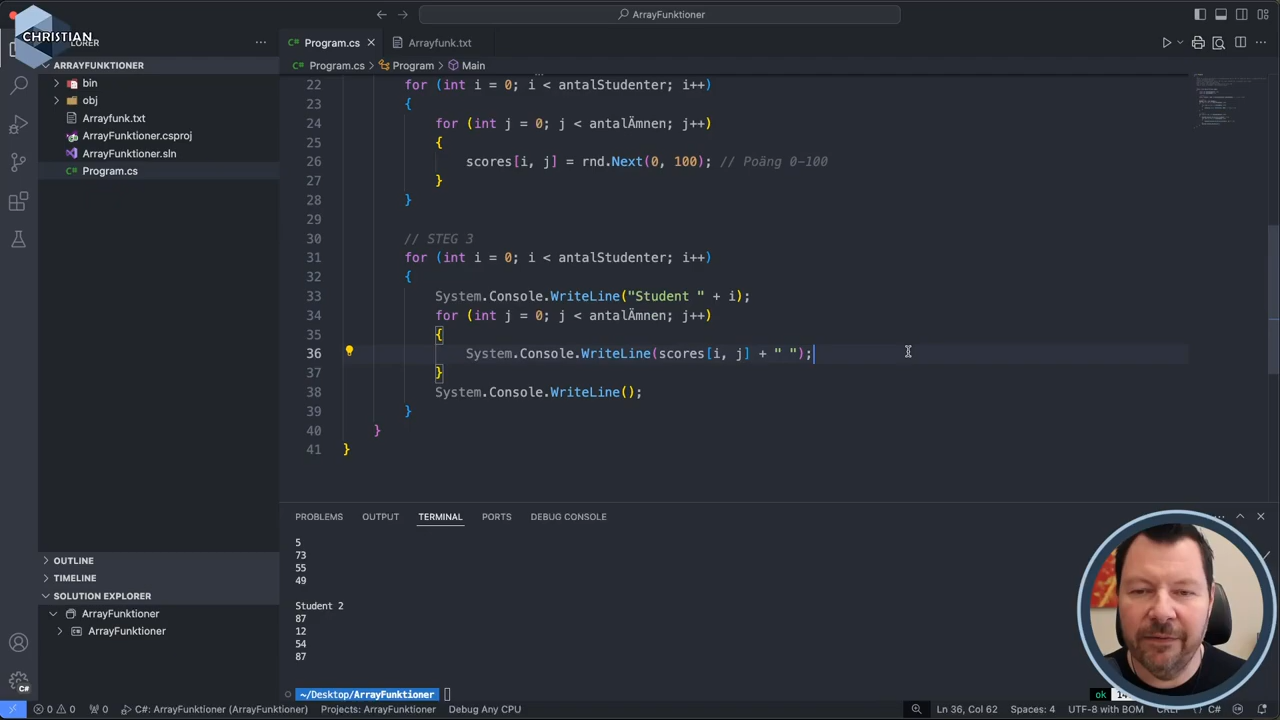 CHRISTIAN
ArrayFunktioner
LORER
Program.cs
Arrayfunk.txt
ARRAYFUNKTIONER
Program.cs > Program > Main
bin
obj
Arrayfunk.txt
ArrayFunktioner.csproj
ArrayFunktioner.sln
Program.cs
22 for (int i = 0; i < antalStudenter; i++)
23 {
24 for (int j = 0; j < antalÄmnen; j++)
25 {
26 scores[i, j] = rnd.Next(0, 100); // Poäng 0-100
27 }
28 }
29
30 // STEG 3
31 for (int i = 0; i < antalStudenter; i++)
32 {
33 System.Console.WriteLine("Student " + i);
34 for (int j = 0; j < antalÄmnen; j++)
35 {
36 System.Console.WriteLine(scores[i, j] + " ");
37 }
38 System.Console.WriteLine();
39 }
40 }
41 }
PROBLEMS OUTPUT TERMINAL PORTS DEBUG CONSOLE
5
73
55
49
Student 2
87
12
54
87
~/Desktop/ArrayFunktioner
ok
OUTLINE
TIMELINE
SOLUTION EXPLORER
ArrayFunktioner
ArrayFunktioner
C#
0 0 0 C#: ArrayFunktioner (ArrayFunktioner) Projects: ArrayFunktioner Debug Any CPU Ln 36, Col 62 Spaces: 4 UTF-8 with BOM CRLF C#